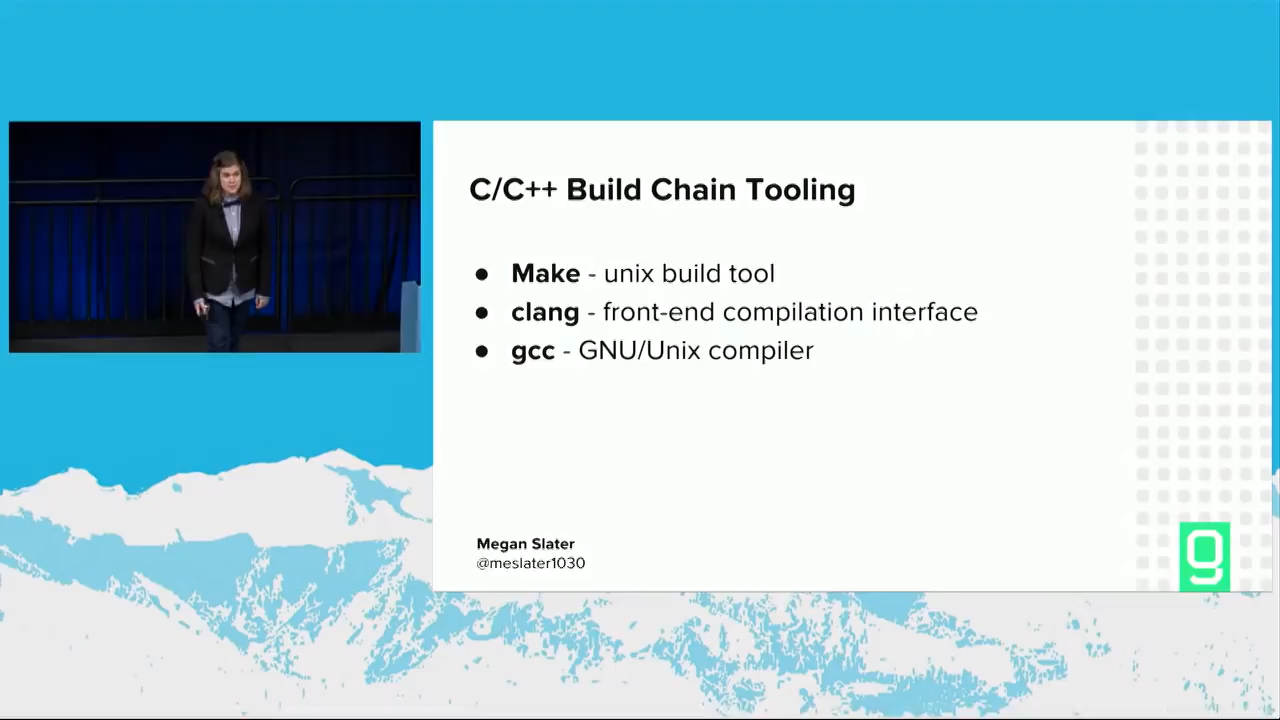 C/C++ Build Chain Tooling
● Make - unix build tool
● clang - front-end compilation interface
● gcc - GNU/Unix compiler
Megan Slater
@meslater1030
g